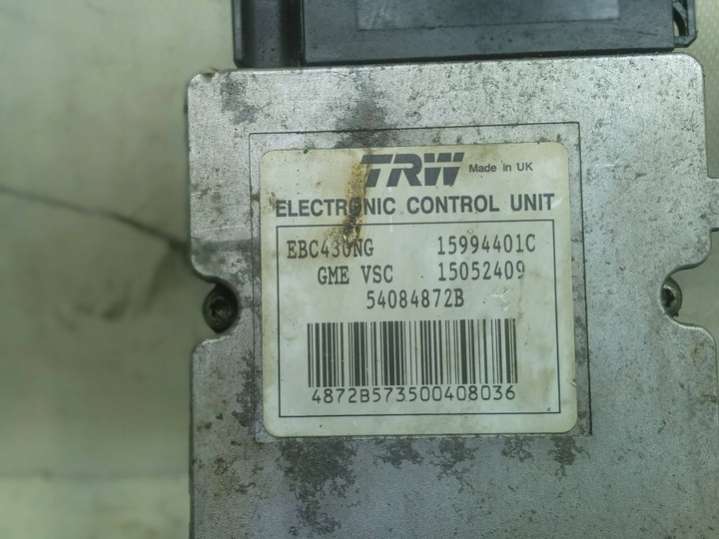 TRW Made in UK
ELECTRONIC CONTROL UNIT
EBC430NG 15994401C
GME VSC 15052409
54084872B
4872B573500408036